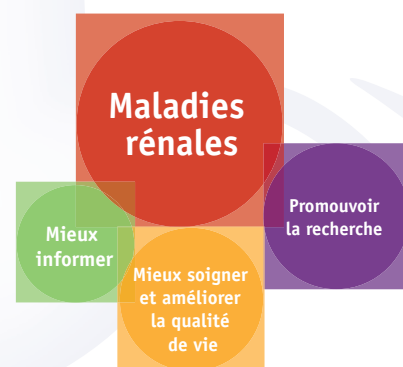 Maladies
rénales
Promouvoir
la recherche
Mieux
informer
Mieux soigner
et améliorer
la qualité
de vie